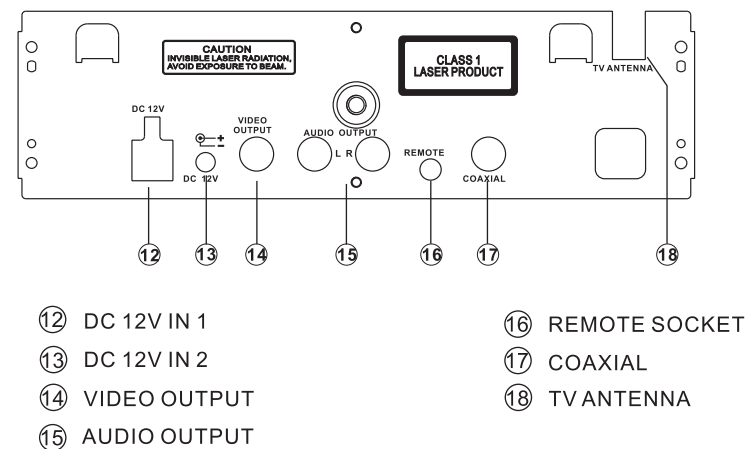 CAUTION
INVISIBLE LASER RADIATION,
AVOID EXPOSURE TO BEAM.
CLASS 1
LASER PRODUCT
TV ANTENNA
DC 12V
VIDEO
OUTPUT
AUDIO OUTPUT
+
−
L R
REMOTE
DC 12V
COAXIAL
12 13 14 15 16 17 18
12 DC 12V IN 1
13 DC 12V IN 2
14 VIDEO OUTPUT
15 AUDIO OUTPUT
16 REMOTE SOCKET
17 COAXIAL
18 TV ANTENNA